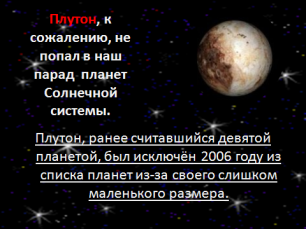 Плутон, к
сожалению, не
попал в наш
парад планет
Солнечной
системы.
Плутон, ранее считавшийся девятой
планетой, был исключён 2006 году из
списка планет из-за своего слишком
маленького размера.